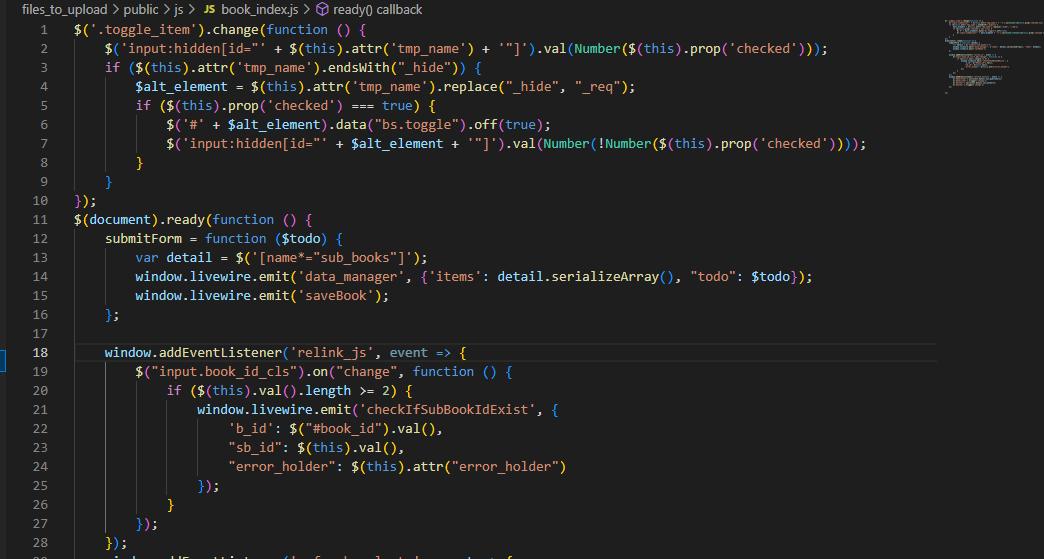 files_to_upload > public > js > JS book_index.js > ready() callback
1 $('.toggle_item').change(function () {
2     $('input:hidden[id="' + $(this).attr('tmp_name') + '"]').val(Number($(this).prop('checked')));
3     if ($(this).attr('tmp_name').endsWith("_hide")) {
4         $alt_element = $(this).attr('tmp_name').replace("_hide", "_req");
5         if ($(this).prop('checked') === true) {
6             $('#' + $alt_element).data("bs.toggle").off(true);
7             $('input:hidden[id="' + $alt_element + '"]').val(Number(!Number($(this).prop('checked'))));
8         }
9     }
10 });
11 $(document).ready(function () {
12     submitForm = function ($todo) {
13         var detail = $('[name*="sub_books"]');
14         window.livewire.emit('data_manager', {'items': detail.serializeArray(), "todo": $todo});
15         window.livewire.emit('saveBook');
16     };
17
18     window.addEventListener('relink_js', event => {
19         $("input.book_id_cls").on("change", function () {
20             if ($(this).val().length >= 2) {
21                 window.livewire.emit('checkIfSubBookIdExist', {
22                     'b_id': $("#book_id").val(),
23                     "sb_id": $(this).val(),
24                     "error_holder": $(this).attr("error_holder")
25                 });
26             }
27         });
28     });